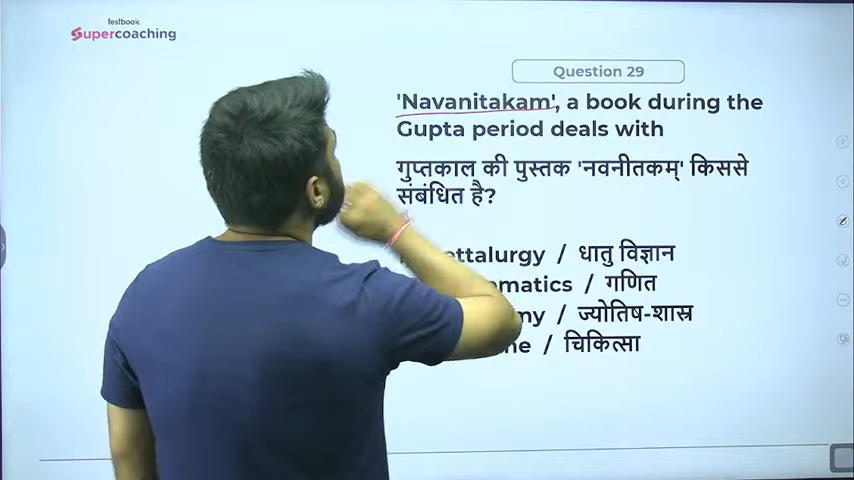 testbook
Supercoaching
Question 29
'Navanitakam', a book during the
Gupta period deals with
गुप्तकाल की पुस्तक 'नवनीतकम्' किससे
संबंधित है?
/ धातु विज्ञान
/ गणित
/ ज्योतिष-शास्र
/ चिकित्सा